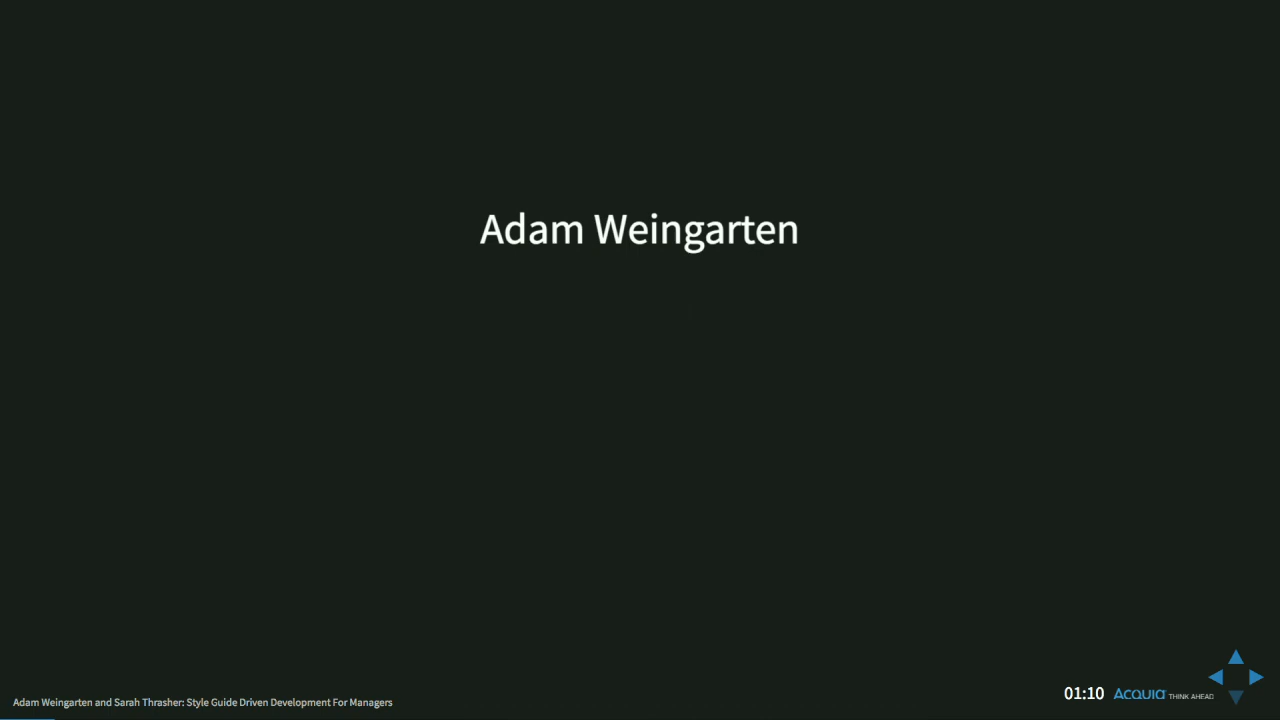 Adam Weingarten
01:10 Acquia THINK AHEAD
Adam Weingarten and Sarah Thrasher: Style Guide Driven Development For Managers